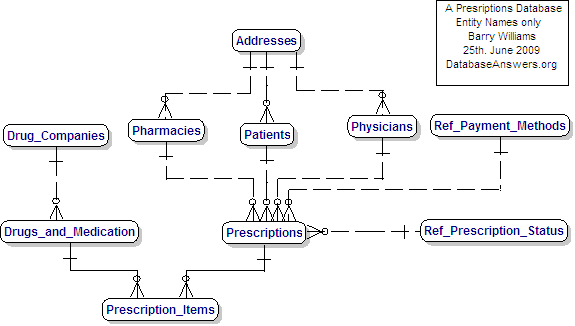 A Presriptions Database
Entity Names only
Barry Williams
25th. June 2009
DatabaseAnswers.org
Addresses
Drug_Companies
Pharmacies
Patients
Physicians
Ref_Payment_Methods
Drugs_and_Medication
Prescriptions
Ref_Prescription_Status
Prescription_Items